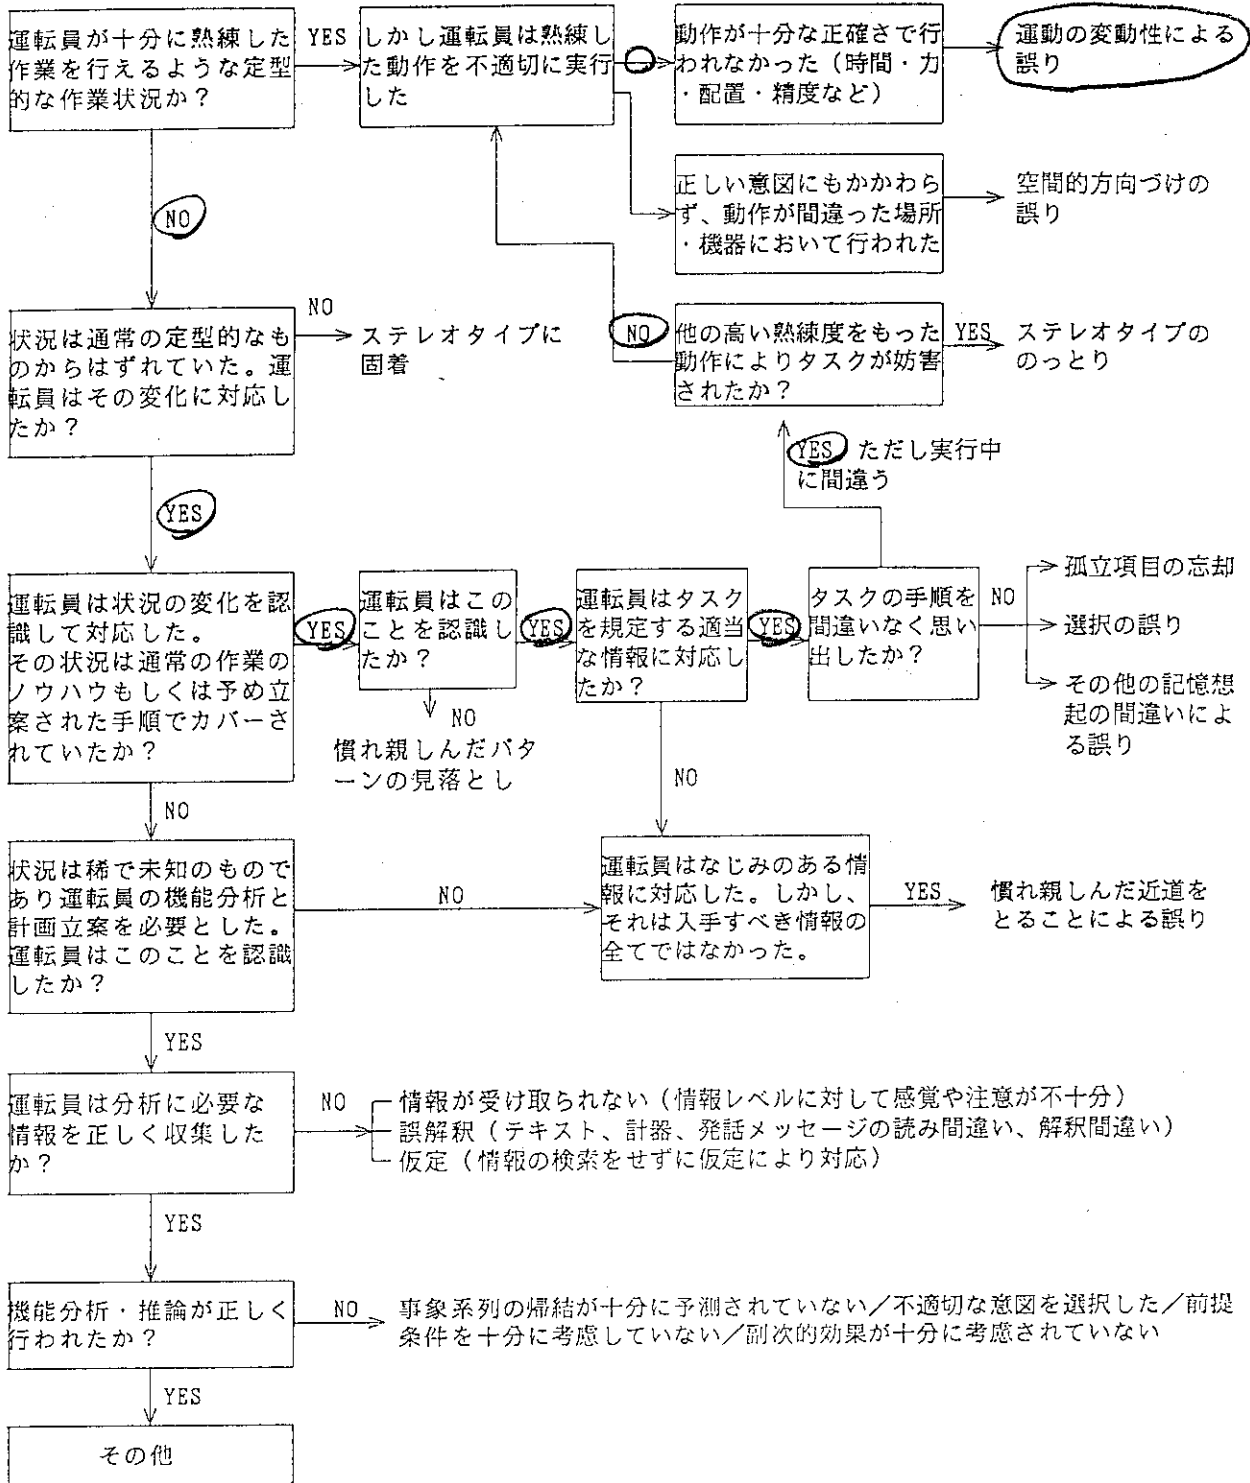 運転員が十分に熟練した
作業を行えるような定型
的な作業状況か？
YES
しかし運転員は熟練し
た動作を不適切に実行
した
動作が十分な正確さで行
われなかった（時間・力
・配置・精度など）
運動の変動性による
誤り
正しい意図にもかかわら
ず、動作が間違った場所
・機器において行われた
空間的方向づけの
誤り
NO
状況は通常の定型的なも
のからはずれていた。運
転員はその変化に対応し
たか？
NO
ステレオタイプに
固着
NO
他の高い熟練度をもった
動作によりタスクが妨害
されたか？
YES
ステレオタイプの
のっとり
YES ただし実行中
に間違う
YES
運転員は状況の変化を認
識して対応した。
その状況は通常の作業の
ノウハウもしくは予め立
案された手順でカバーさ
れていたか？
YES
運転員はこの
ことを認識し
たか？
YES
運転員はタスク
を規定する適当
な情報に対応し
たか？
YES
タスクの手順を
間違いなく思い
出したか？
NO
孤立項目の忘却
選択の誤り
その他の記憶想
起の間違いによ
る誤り
NO
慣れ親しんだパタ
ーンの見落とし
NO
NO
状況は稀で未知のもので
あり運転員の機能分析と
計画立案を必要とした。
運転員はこのことを認識
したか？
NO
運転員はなじみのある情
報に対応した。しかし、
それは入手すべき情報の
全てではなかった。
YES
慣れ親しんだ近道を
とることによる誤り
YES
運転員は分析に必要な
情報を正しく収集した
か？
NO
情報が受け取られない（情報レベルに対して感覚や注意が不十分）
誤解釈（テキスト、計器、発話メッセージの読み間違い、解釈間違い）
仮定（情報の検索をせずに仮定により対応）
YES
機能分析・推論が正しく
行われたか？
NO
事象系列の帰結が十分に予測されていない／不適切な意図を選択した／前提
条件を十分に考慮していない／副次的効果が十分に考慮されていない
YES
その他